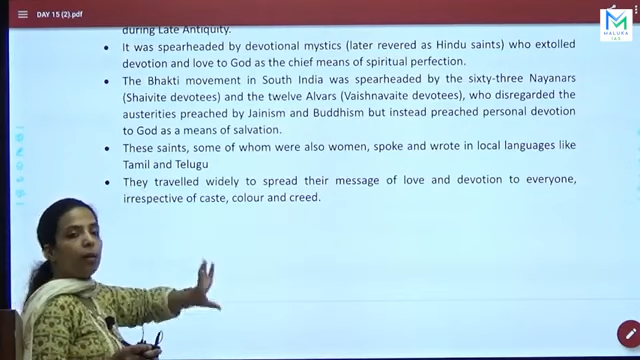 DAY 15 (2).pdf
MALUKA
IAS
during Late Antiquity.
• It was spearheaded by devotional mystics (later revered as Hindu saints) who extolled
devotion and love to God as the chief means of spiritual perfection.
• The Bhakti movement in South India was spearheaded by the sixty-three Nayanars
(Shaivite devotees) and the twelve Alvars (Vaishnavaite devotees), who disregarded the
austerities preached by Jainism and Buddhism but instead preached personal devotion
to God as a means of salvation.
• These saints, some of whom were also women, spoke and wrote in local languages like
Tamil and Telugu
• They travelled widely to spread their message of love and devotion to everyone,
irrespective of caste, colour and creed.